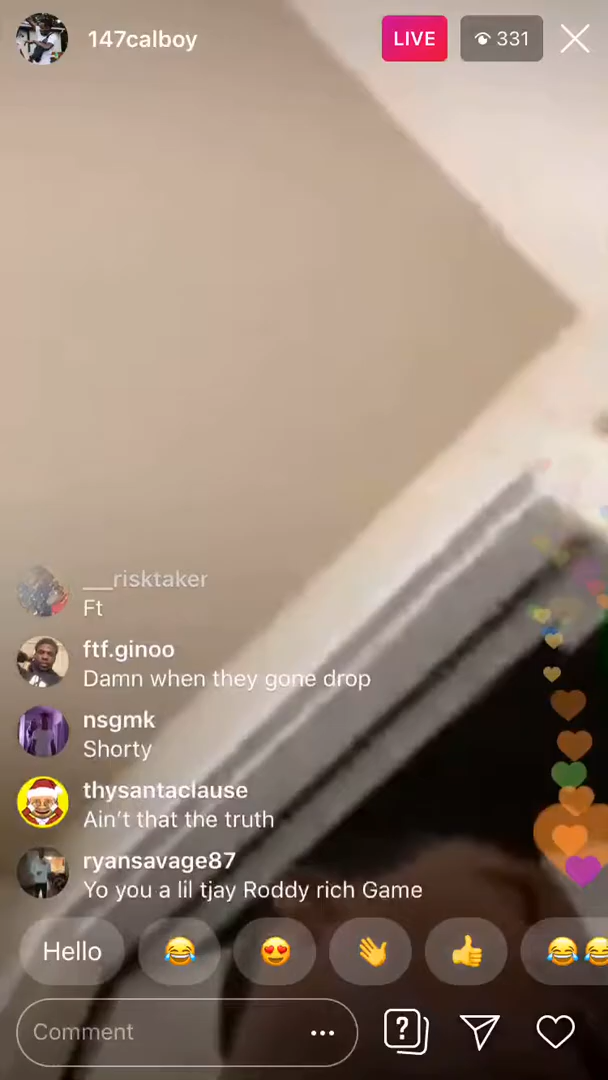 147calboy
LIVE
331
___risktaker
Ft
ftf.ginoo
Damn when they gone drop
nsgmk
Shorty
thysantaclause
Ain't that the truth
ryansavage87
Yo you a lil tjay Roddy rich Game
Hello 😂 😍 👋 👍 😂😂
Comment